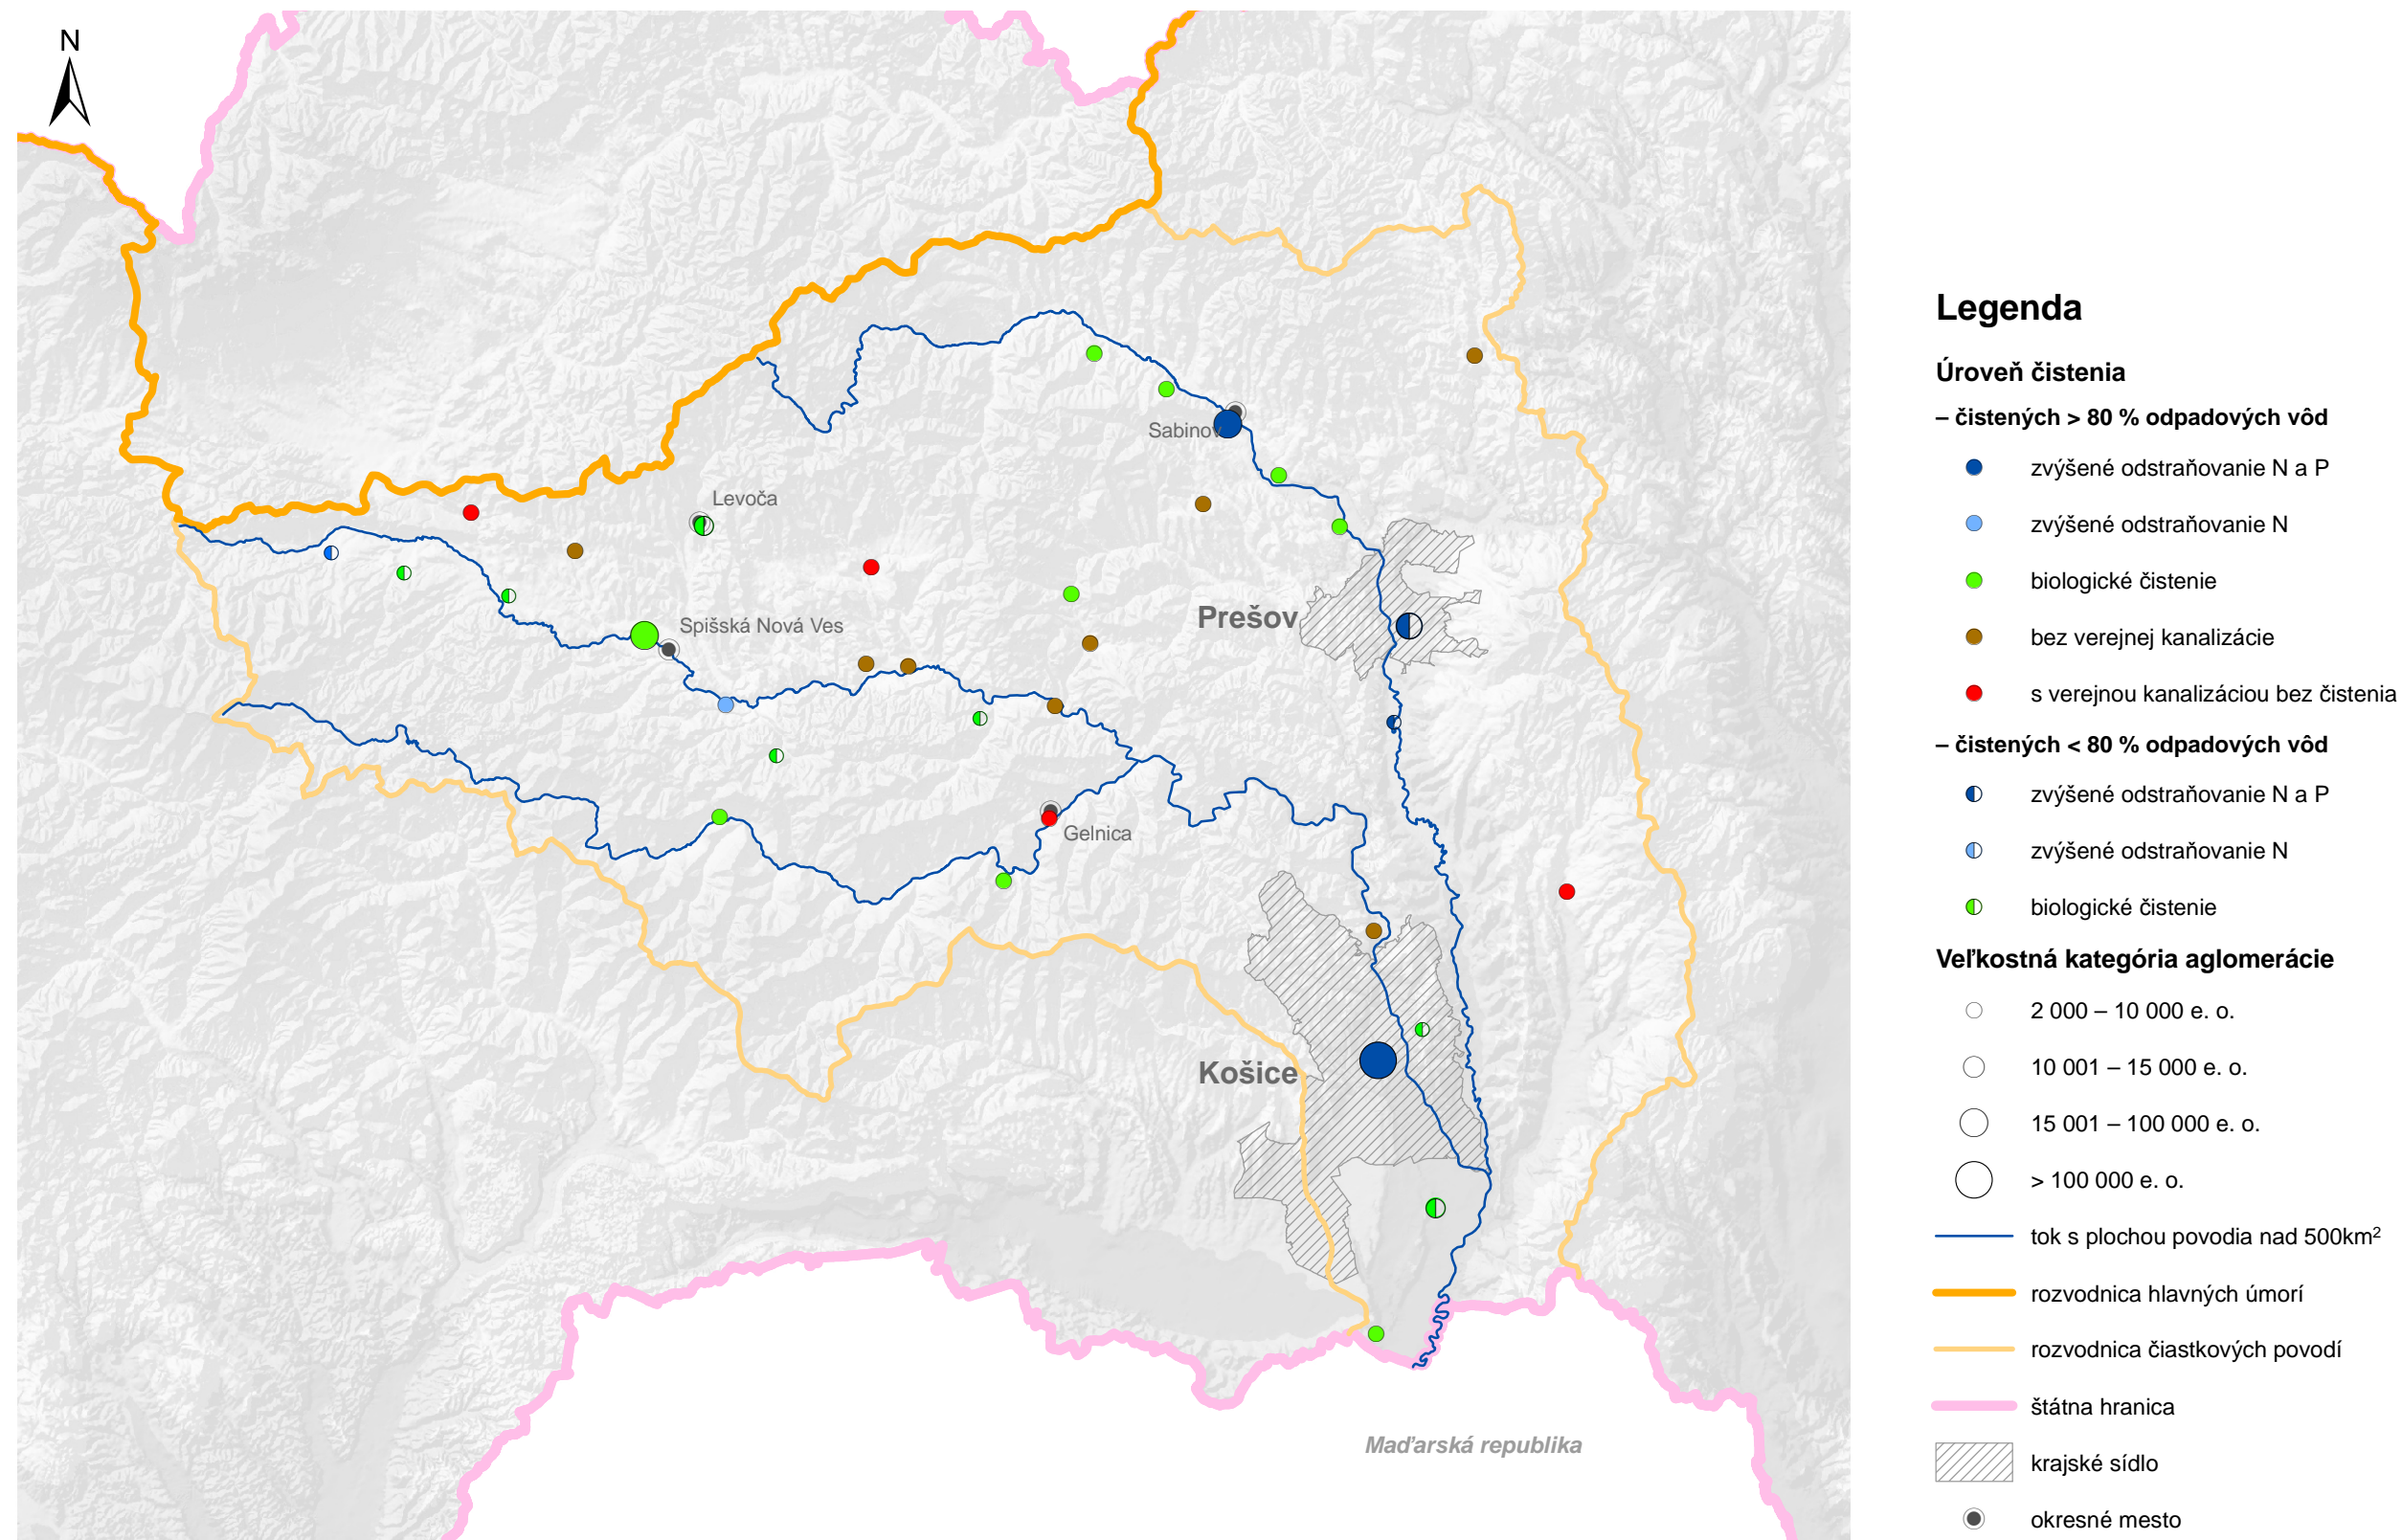 N
Sabinov
Levoča
Prešov
Spišská Nová Ves
Gelnica
Košice
Maďarská republika
Legenda
Úroveň čistenia
– čistených > 80 % odpadových vôd
zvýšené odstraňovanie N a P
zvýšené odstraňovanie N
biologické čistenie
bez verejnej kanalizácie
s verejnou kanalizáciou bez čistenia
– čistených < 80 % odpadových vôd
zvýšené odstraňovanie N a P
zvýšené odstraňovanie N
biologické čistenie
Veľkostná kategória aglomerácie
2 000 – 10 000 e. o.
10 001 – 15 000 e. o.
15 001 – 100 000 e. o.
> 100 000 e. o.
tok s plochou povodia nad 500km²
rozvodnica hlavných úmorí
rozvodnica čiastkových povodí
štátna hranica
krajské sídlo
okresné mesto